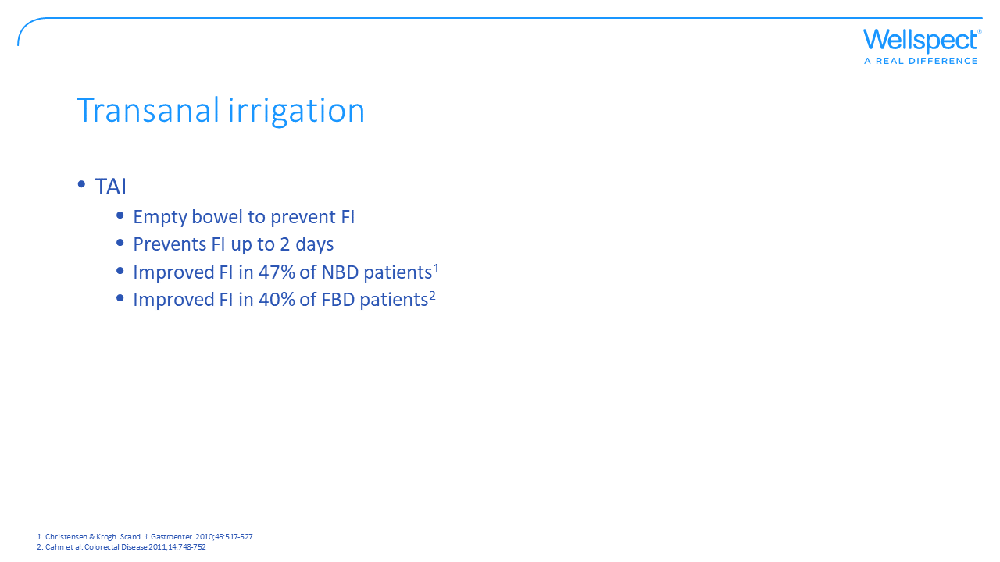 Wellspect®
A REAL DIFFERENCE
Transanal irrigation
• TAI
• Empty bowel to prevent FI
• Prevents FI up to 2 days
• Improved FI in 47% of NBD patients1
• Improved FI in 40% of FBD patients2
1. Christensen & Krogh. Scand. J. Gastroenter. 2010;45:517-527
2. Cahn et al. Colorectal Disease 2011;14:748-752